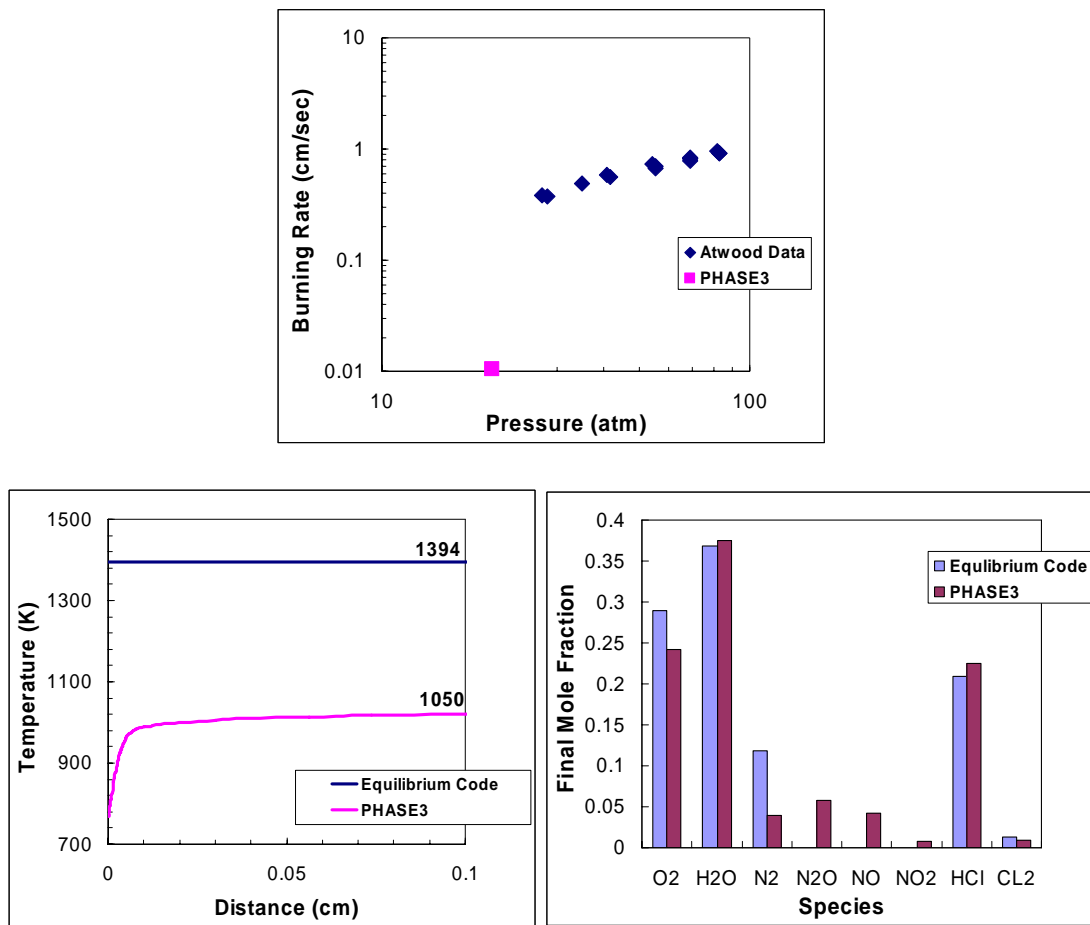 10
1
0.1
0.01
10
100
Burning Rate (cm/sec)
Pressure (atm)
Atwood Data
PHASE3
1500
1300
1100
900
700
0
0.05
0.1
Temperature (K)
Distance (cm)
1394
1050
Equilibrium Code
PHASE3
0.4
0.35
0.3
0.25
0.2
0.15
0.1
0.05
0
Final Mole Fraction
O2 H2O N2 N2O NO NO2 HCl CL2
Species
Equlibrium Code
PHASE3